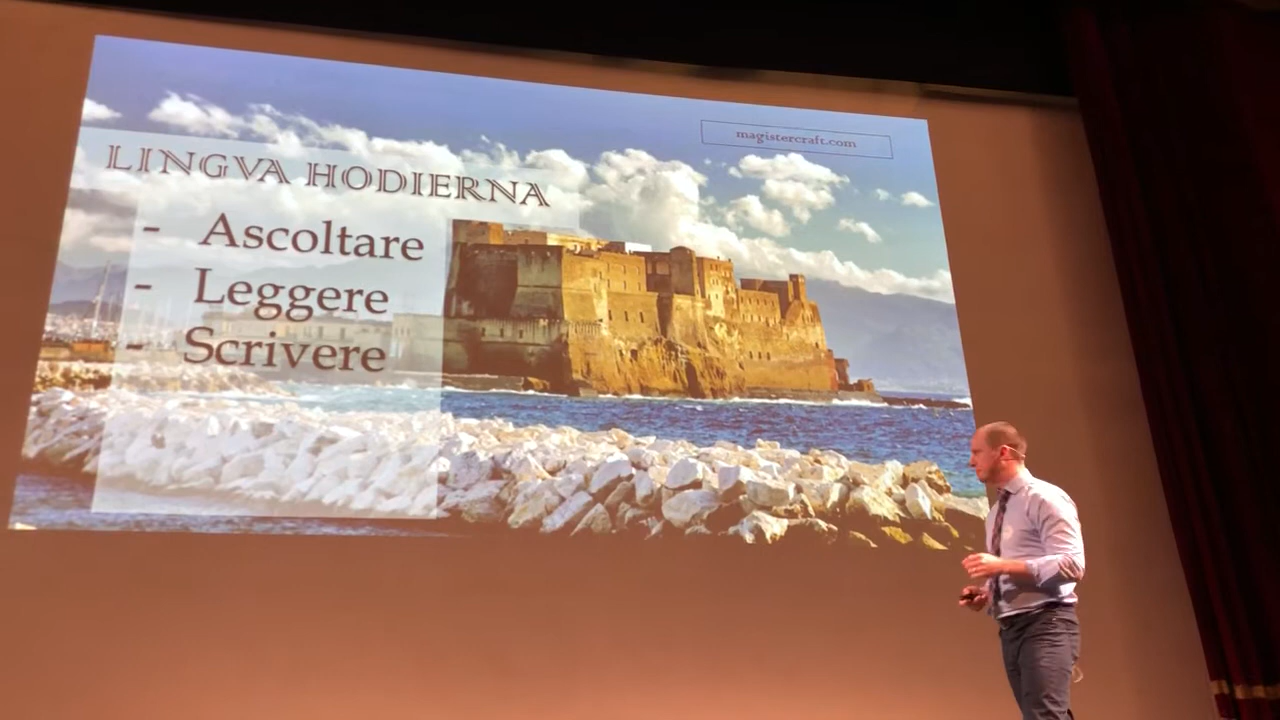 magistercraft.com
LINGVA HODIERNA
- Ascoltare
- Leggere
- Scrivere